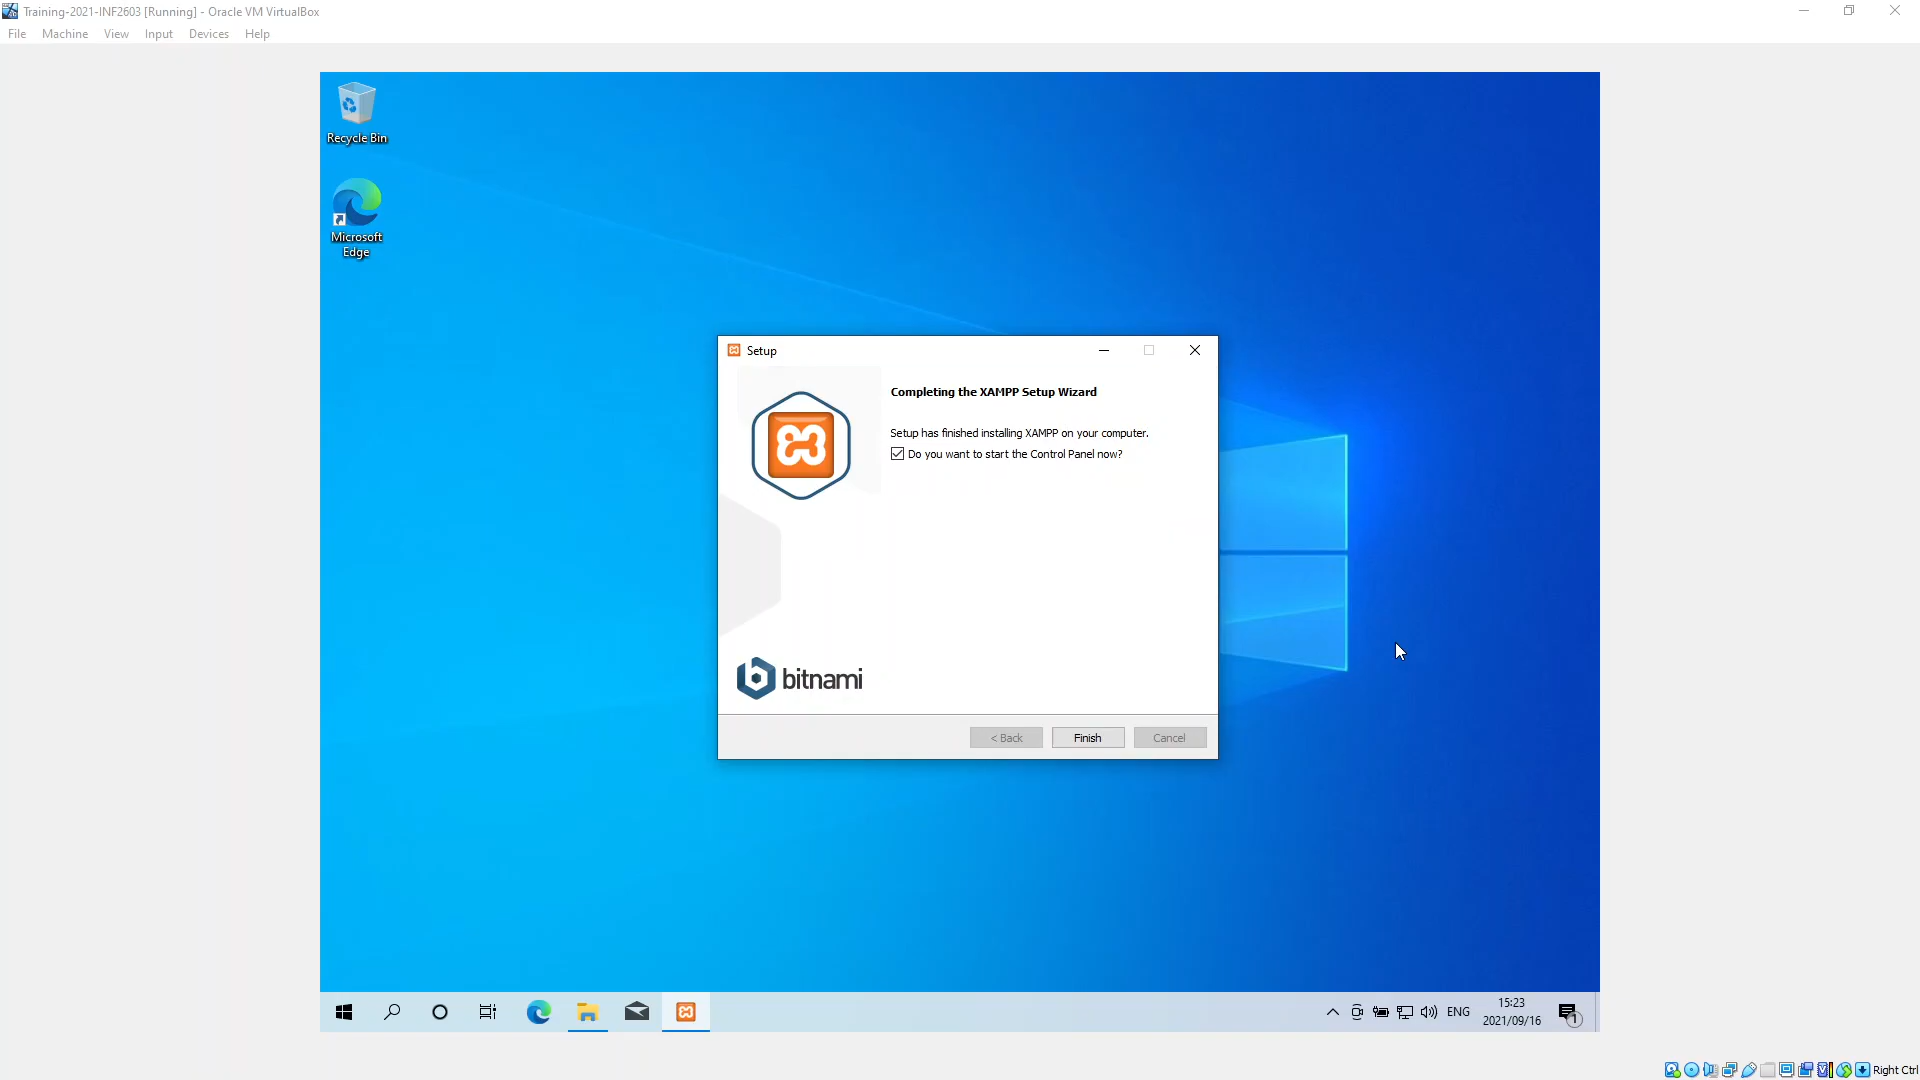 Training-2021-INF2603 [Running] - Oracle VM VirtualBox
File Machine View Input Devices Help
Recycle Bin
Microsoft
Edge
Setup
Completing the XAMPP Setup Wizard
Setup has finished installing XAMPP on your computer.
Do you want to start the Control Panel now?
bitnami
< Back Finish Cancel
ENG
15:23
2021/09/16
1
Right Ctrl